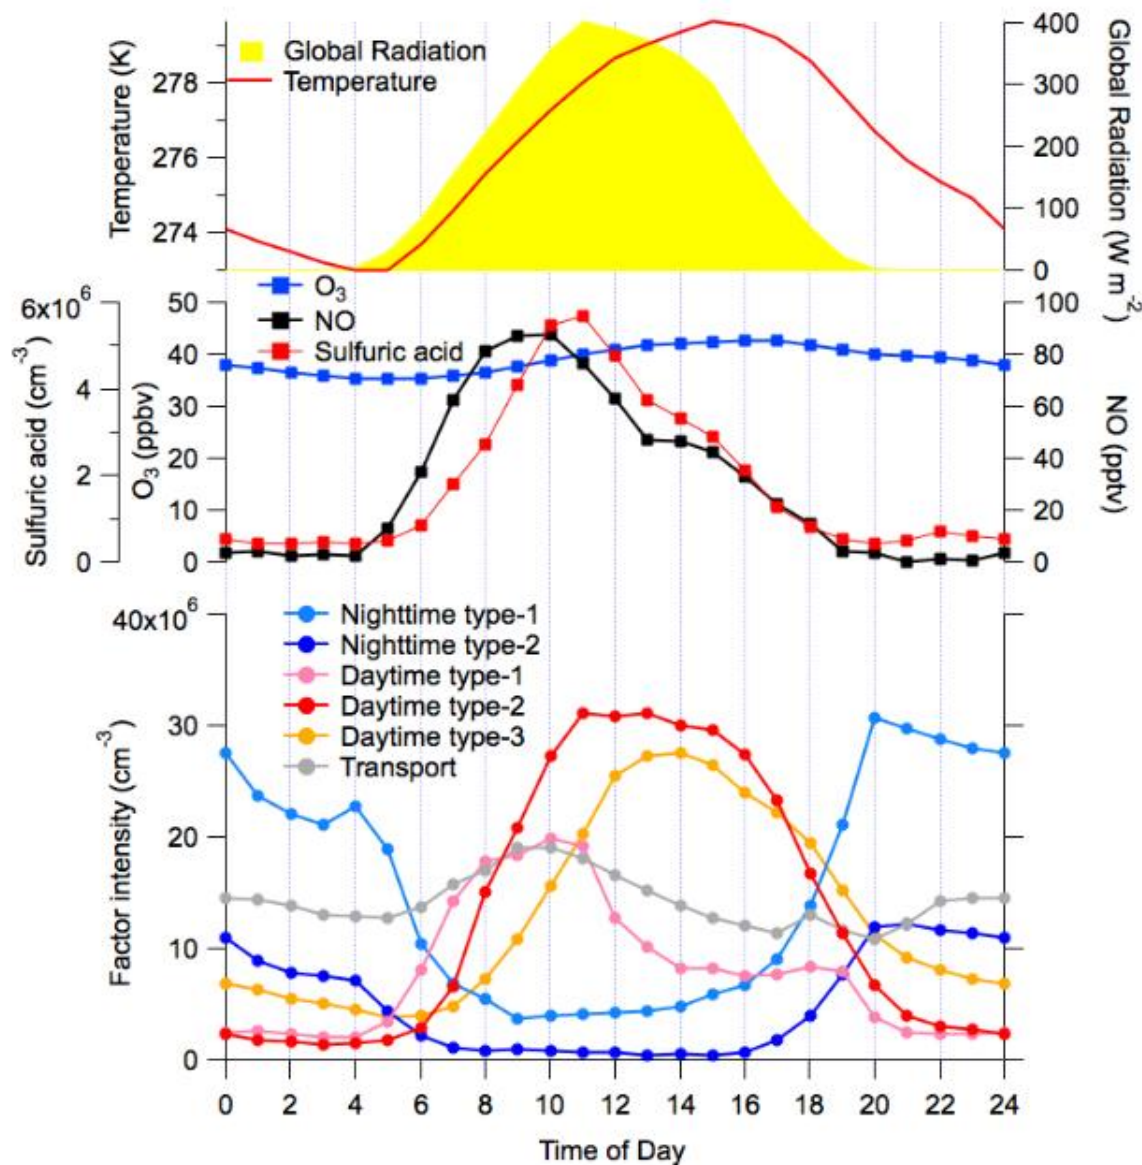 Temperature (K)
278
276
274
Global Radiation
Temperature
400
300
200
100
0
Global Radiation (W m⁻²)
Sulfuric acid (cm⁻³)
6x10⁶
4
2
0
O₃ (ppbv)
50
40
30
20
10
0
O₃
NO
Sulfuric acid
100
80
60
40
20
0
NO (pptv)
Factor intensity (cm⁻³)
40x10⁶
30
20
10
0
Nighttime type-1
Nighttime type-2
Daytime type-1
Daytime type-2
Daytime type-3
Transport
0 2 4 6 8 10 12 14 16 18 20 22 24
Time of Day